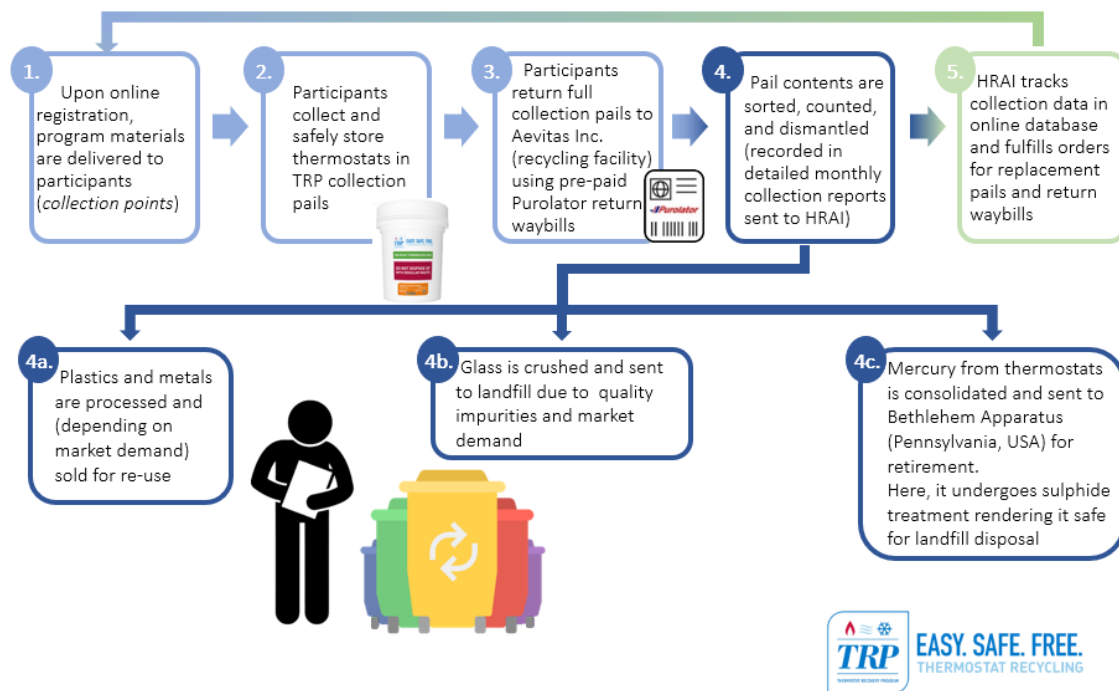 1.
Upon online
registration,
program materials
are delivered to
participants
(collection points)
2.
Participants
collect and
safely store
thermostats in
TRP collection
pails
TRP EASY. SAFE. FREE.
3.
Participants
return full
collection pails to
Aevitas Inc.
(recycling facility)
using pre-paid
Purolator return
waybills
Purolator
4.
Pail contents are
sorted, counted,
and dismantled
(recorded in
detailed monthly
collection reports
sent to HRAI)
5.
HRAI tracks
collection data in
online database
and fulfills orders
for replacement
pails and return
waybills
4a.
Plastics and metals
are processed and
(depending on
market demand)
sold for re-use
4b.
Glass is crushed and sent
to landfill due to quality
impurities and market
demand
4c.
Mercury from thermostats
is consolidated and sent to
Bethlehem Apparatus
(Pennsylvania, USA) for
retirement.
Here, it undergoes sulphide
treatment rendering it safe
for landfill disposal
TRP
THERMOSTAT RECOVERY PROGRAM
EASY. SAFE. FREE.
THERMOSTAT RECYCLING